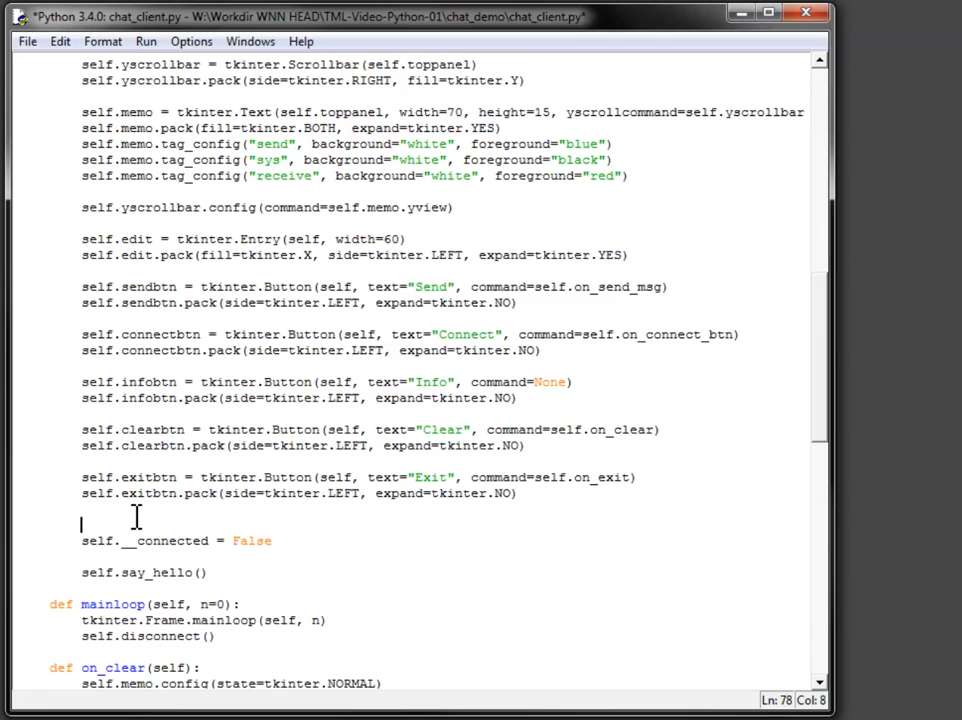 *Python 3.4.0: chat_client.py - W:\Workdir WNN HEAD\TML-Video-Python-01\chat_demo\chat_client.py*
File Edit Format Run Options Windows Help
self.yscrollbar = tkinter.Scrollbar(self.toppanel)
self.yscrollbar.pack(side=tkinter.RIGHT, fill=tkinter.Y)
self.memo = tkinter.Text(self.toppanel, width=70, height=15, yscrollcommand=self.yscrollbar
self.memo.pack(fill=tkinter.BOTH, expand=tkinter.YES)
self.memo.tag_config("send", background="white", foreground="blue")
self.memo.tag_config("sys", background="white", foreground="black")
self.memo.tag_config("receive", background="white", foreground="red")
self.yscrollbar.config(command=self.memo.yview)
self.edit = tkinter.Entry(self, width=60)
self.edit.pack(fill=tkinter.X, side=tkinter.LEFT, expand=tkinter.YES)
self.sendbtn = tkinter.Button(self, text="Send", command=self.on_send_msg)
self.sendbtn.pack(side=tkinter.LEFT, expand=tkinter.NO)
self.connectbtn = tkinter.Button(self, text="Connect", command=self.on_connect_btn)
self.connectbtn.pack(side=tkinter.LEFT, expand=tkinter.NO)
self.infobtn = tkinter.Button(self, text="Info", command=None)
self.infobtn.pack(side=tkinter.LEFT, expand=tkinter.NO)
self.clearbtn = tkinter.Button(self, text="Clear", command=self.on_clear)
self.clearbtn.pack(side=tkinter.LEFT, expand=tkinter.NO)
self.exitbtn = tkinter.Button(self, text="Exit", command=self.on_exit)
self.exitbtn.pack(side=tkinter.LEFT, expand=tkinter.NO)
self.__connected = False
self.say_hello()
def mainloop(self, n=0):
tkinter.Frame.mainloop(self, n)
self.disconnect()
def on_clear(self):
self.memo.config(state=tkinter.NORMAL)
Ln: 78 Col: 8